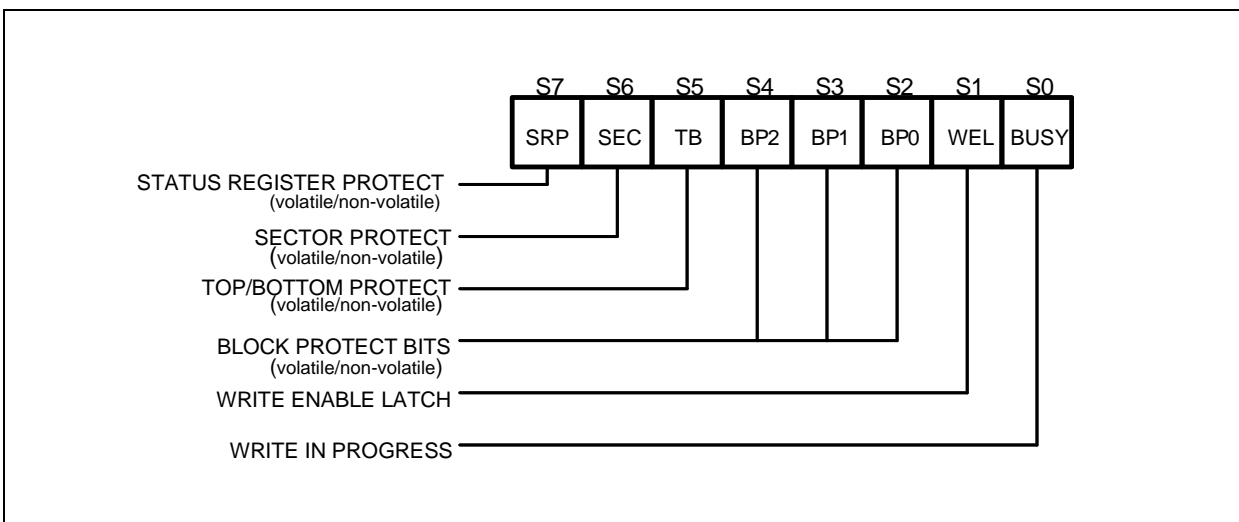 S7 S6 S5 S4 S3 S2 S1 S0
SRP SEC TB BP2 BP1 BP0 WEL BUSY
STATUS REGISTER PROTECT
(volatile/non-volatile)
SECTOR PROTECT
(volatile/non-volatile)
TOP/BOTTOM PROTECT
(volatile/non-volatile)
BLOCK PROTECT BITS
(volatile/non-volatile)
WRITE ENABLE LATCH
WRITE IN PROGRESS